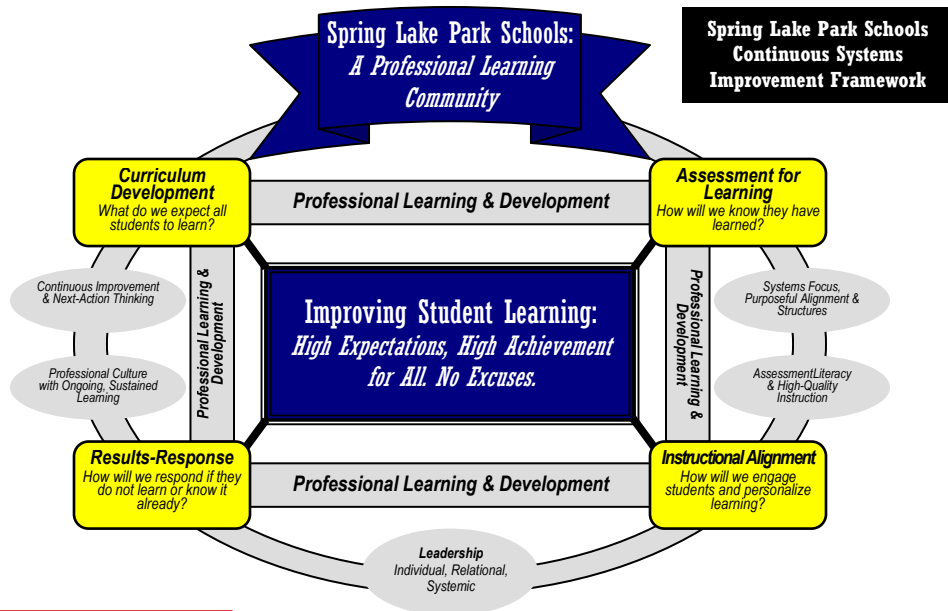 Spring Lake Park Schools:
A Professional Learning
Community
Spring Lake Park Schools
Continuous Systems
Improvement Framework
Curriculum
Development
What do we expect all
students to learn?
Professional Learning & Development
Assessment for
Learning
How will we know they have
learned?
Continuous Improvement
& Next-Action Thinking
Professional Culture
with Ongoing, Sustained
Learning
Professional Learning &
Development
Improving Student Learning:
High Expectations, High Achievement
for All. No Excuses.
Professional Learning &
Development
Systems Focus,
Purposeful Alignment &
Structures
AssessmentLiteracy
& High-Quality
Instruction
Results-Response
How will we respond if they
do not learn or know it
already?
Professional Learning & Development
Instructional Alignment
How will we engage
students and personalize
learning?
Leadership
Individual, Relational,
Systemic